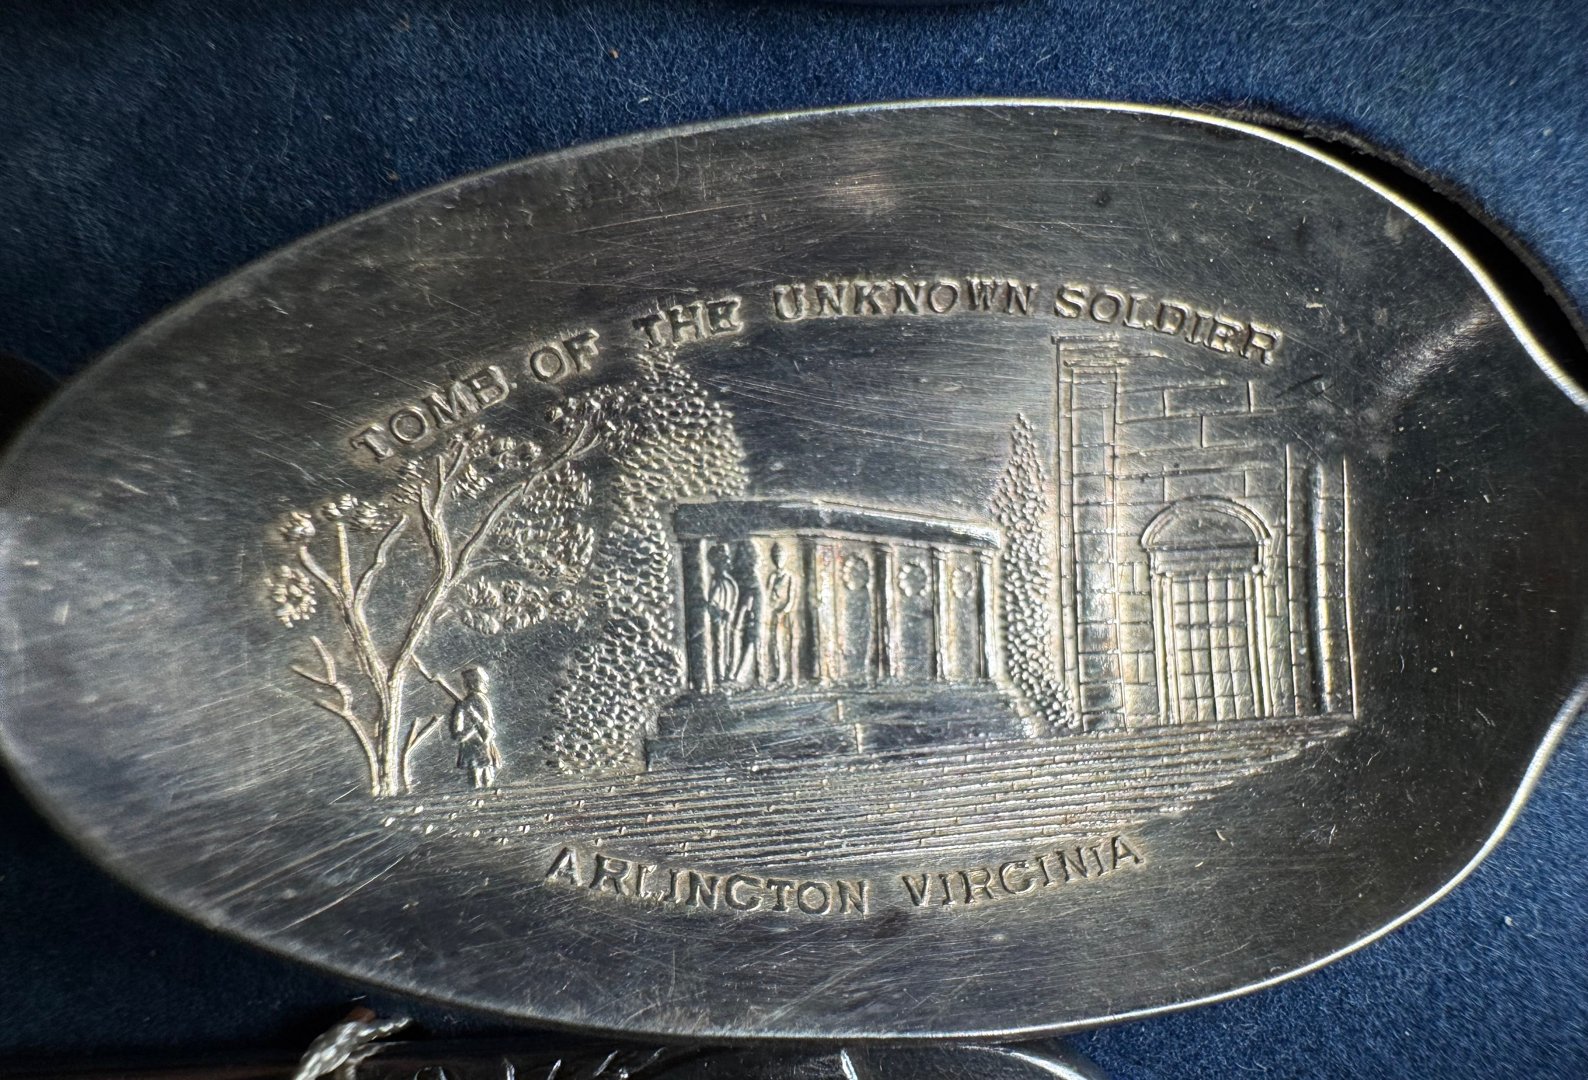 TOMB OF THE UNKNOWN SOLDIER
ARLINGTON VIRGINIA